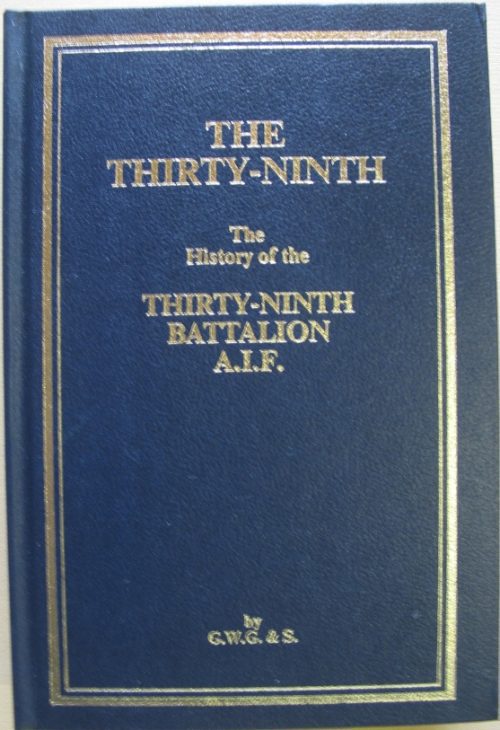 THE
THIRTY-NINTH
The
History of the
THIRTY-NINTH
BATTALION
A.I.F.
by
G.W.G. & S.